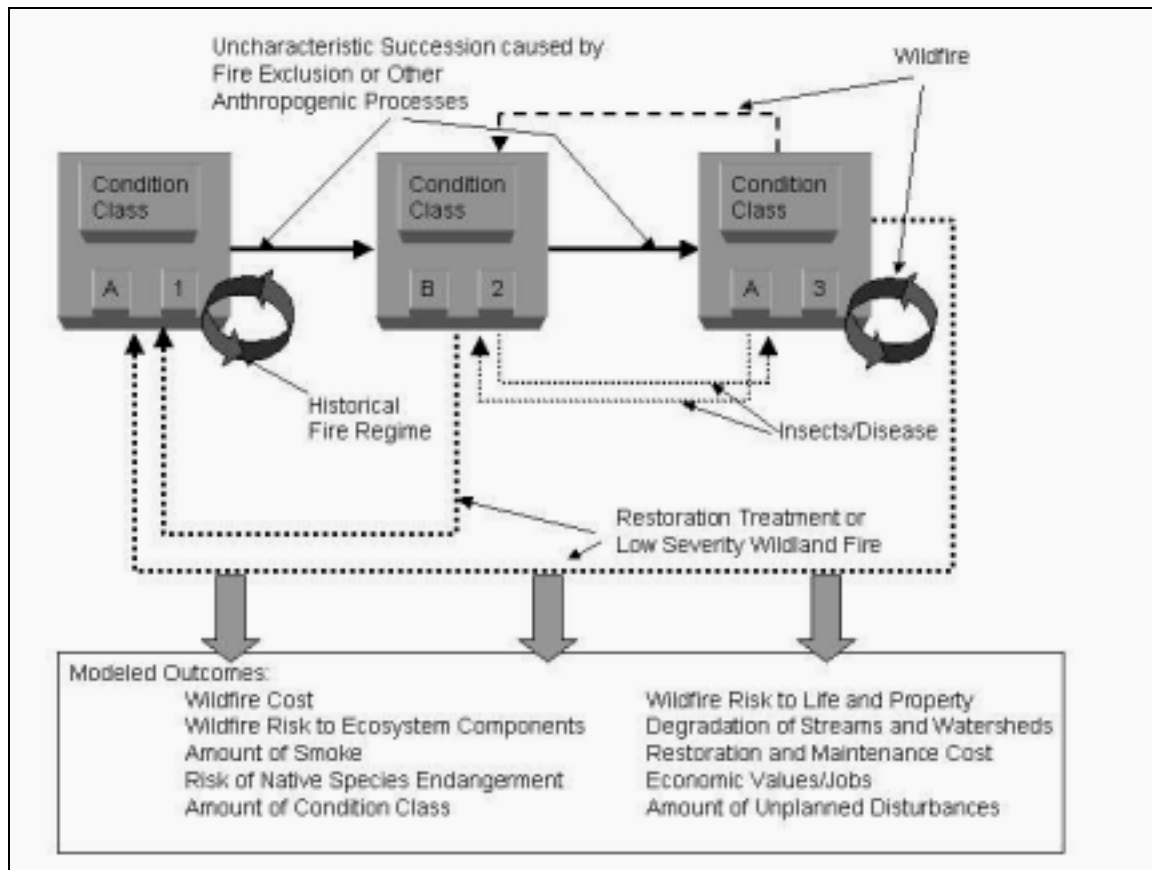 Uncharacteristic Succession caused by
Fire Exclusion or Other
Anthropogenic Processes
Wildfire
Condition
Class
A 1
Condition
Class
B 2
Condition
Class
A 3
Historical
Fire Regime
Insects/Disease
Restoration Treatment or
Low Severity Wildland Fire
Modeled Outcomes:
Wildfire Cost
Wildfire Risk to Ecosystem Components
Amount of Smoke
Risk of Native Species Endangerment
Amount of Condition Class
Wildfire Risk to Life and Property
Degradation of Streams and Watersheds
Restoration and Maintenance Cost
Economic Values/Jobs
Amount of Unplanned Disturbances